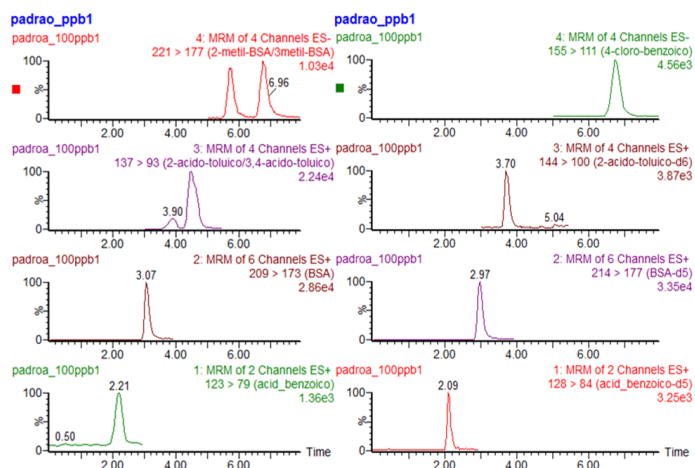 padrao_ppb1
padroa_100ppb1
4: MRM of 4 Channels ES-
221 > 177 (2-metil-BSA/3metil-BSA)
1.03e4
100
%
6.96
2.00 4.00 6.00
padroa_100ppb1
3: MRM of 4 Channels ES+
137 > 93 (2-acido-toluico/3,4-acido-toluico)
2.24e4
100
%
3.90
2.00 4.00 6.00
padroa_100ppb1
2: MRM of 6 Channels ES+
209 > 173 (BSA)
2.86e4
100
%
3.07
2.00 4.00 6.00
padroa_100ppb1
1: MRM of 2 Channels ES+
123 > 79 (acid_benzoico)
1.36e3
100
%
2.21
0.50
0
Time
2.00 4.00 6.00
padrao_ppb1
padroa_100ppb1
4: MRM of 4 Channels ES-
155 > 111 (4-cloro-benzoico)
4.56e3
100
%
2.00 4.00 6.00
padroa_100ppb1
3: MRM of 4 Channels ES+
144 > 100 (2-acido-toluico-d6)
3.87e3
100
%
3.70
5.04
2.00 4.00 6.00
padroa_100ppb1
2: MRM of 6 Channels ES+
214 > 177 (BSA-d5)
3.35e4
100
%
2.97
2.00 4.00 6.00
padroa_100ppb1
1: MRM of 2 Channels ES+
128 > 84 (acid_benzoico-d5)
3.25e3
100
%
2.09
Time
2.00 4.00 6.00